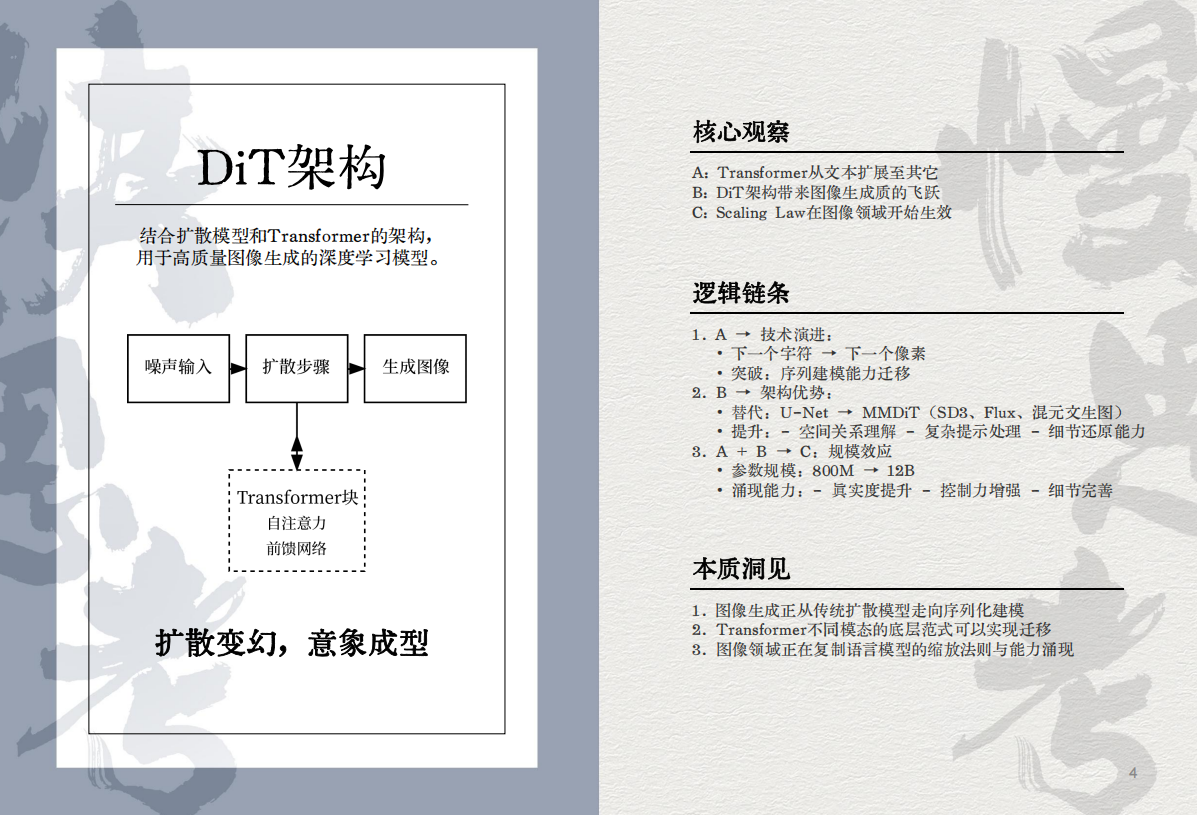 DiT架构
结合扩散模型和Transformer的架构，
用于高质量图像生成的深度学习模型。
噪声输入
扩散步骤
生成图像
Transformer块
自注意力
前馈网络
扩散变幻，意象成型
快思考
慢思考
核心观察
A：Transformer从文本扩展至其它
B：DiT架构带来图像生成质的飞跃
C：Scaling Law在图像领域开始生效
逻辑链条
1. A → 技术演进：
• 下一个字符 → 下一个像素
• 突破：序列建模能力迁移
2. B → 架构优势：
• 替代：U-Net → MMDiT（SD3、Flux、混元文生图）
• 提升：- 空间关系理解 - 复杂提示处理 - 细节还原能力
3. A + B → C：规模效应
• 参数规模：800M → 12B
• 涌现能力：- 真实度提升 - 控制力增强 - 细节完善
本质洞见
1. 图像生成正从传统扩散模型走向序列化建模
2. Transformer不同模态的底层范式可以实现迁移
3. 图像领域正在复制语言模型的缩放法则与能力涌现
4